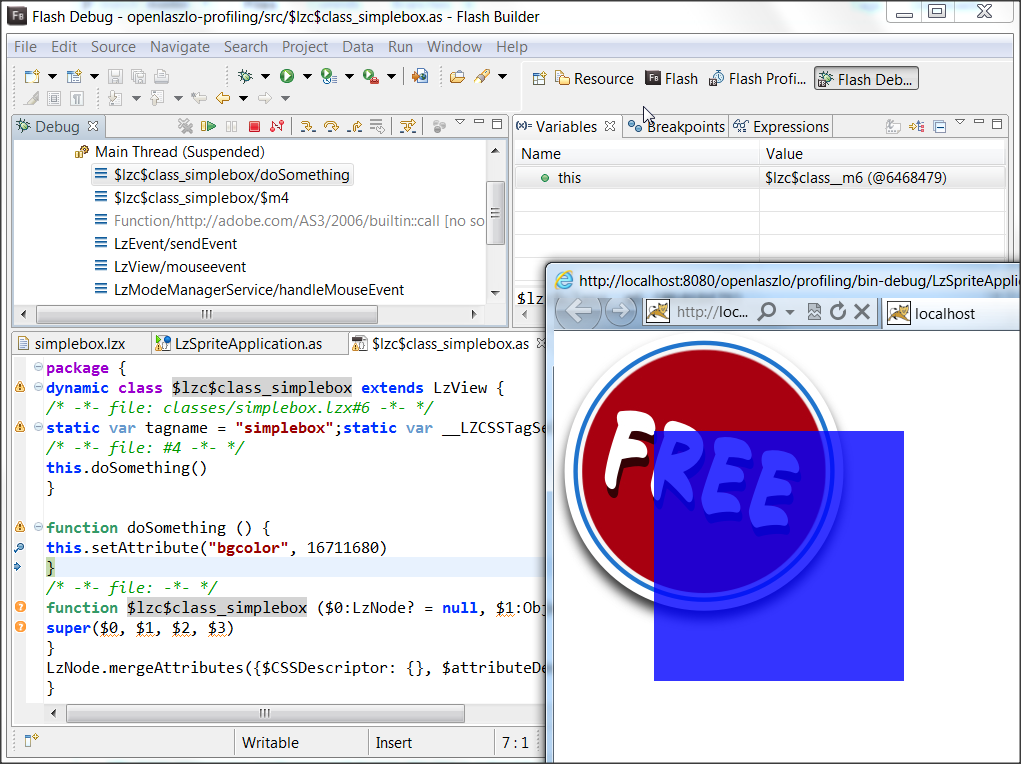 Flash Debug - openlaszlo-profiling/src/$lzc$class_simplebox.as - Flash Builder
File Edit Source Navigate Search Project Data Run Window Help
Resource Flash Flash Profi... Flash Deb...
Debug
Main Thread (Suspended)
$lzc$class_simplebox/doSomething
$lzc$class_simplebox/$m4
Function/http://adobe.com/AS3/2006/builtin::call [no so
LzEvent/sendEvent
LzView/mouseevent
LzModeManagerService/handleMouseEvent
(x)= Variables Breakpoints Expressions
Name Value
this $lzc$class__m6 (@6468479)
$lz
http://localhost:8080/openlaszlo/profiling/bin-debug/LzSpriteApplic
http://loc... localhost
FREE
simplebox.lzx LzSpriteApplication.as $lzc$class_simplebox.as
package {
dynamic class $lzc$class_simplebox extends LzView {
/* -*- file: classes/simplebox.lzx#6 -*- */
static var tagname = "simplebox";static var __LZCSSTagSe
/* -*- file: #4 -*- */
this.doSomething()
}
function doSomething () {
this.setAttribute("bgcolor", 16711680)
}
/* -*- file: -*- */
function $lzc$class_simplebox ($0:LzNode? = null, $1:Obj
super($0, $1, $2, $3)
}
LzNode.mergeAttributes({$CSSDescriptor: {}, $attributeDe
}
Writable Insert 7 : 1